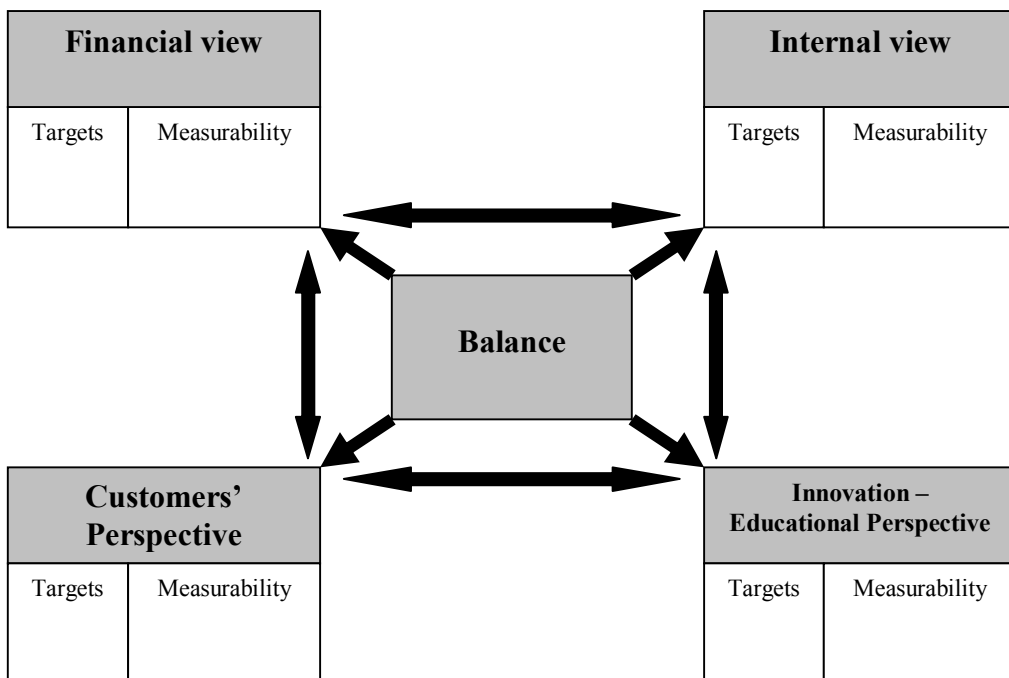 Financial view
Targets
Measurability
Internal view
Targets
Measurability
Balance
Customers’
Perspective
Targets
Measurability
Innovation –
Educational Perspective
Targets
Measurability